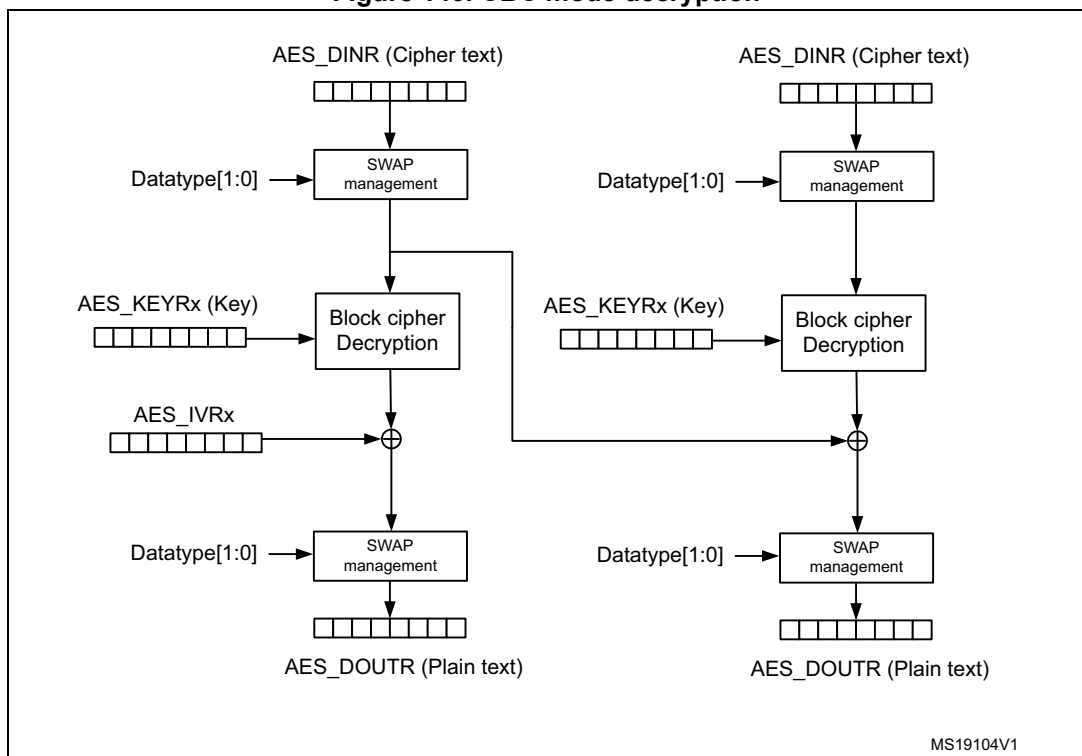 AES_DINR (Cipher text)
SWAP
management
Datatype[1:0]
AES_KEYRx (Key)
Block cipher
Decryption
AES_IVRx
Datatype[1:0]
SWAP
management
AES_DOUTR (Plain text)
AES_DINR (Cipher text)
SWAP
management
Datatype[1:0]
AES_KEYRx (Key)
Block cipher
Decryption
Datatype[1:0]
SWAP
management
AES_DOUTR (Plain text)
MS19104V1